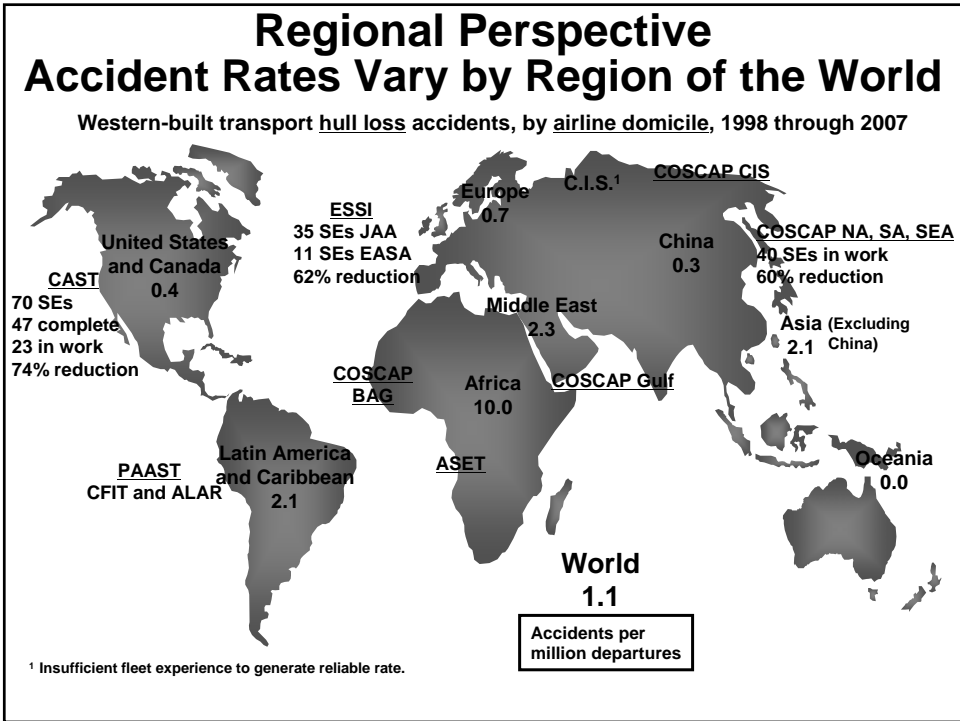 Regional Perspective
Accident Rates Vary by Region of the World
Western-built transport hull loss accidents, by airline domicile, 1998 through 2007
United States
and Canada
0.4
CAST
70 SEs
47 complete
23 in work
74% reduction
ESSI
35 SEs JAA
11 SEs EASA
62% reduction
Europe
0.7
C.I.S.¹
COSCAP CIS
China
0.3
COSCAP NA, SA, SEA
40 SEs in work
60% reduction
Middle East
2.3
Asia (Excluding
2.1 China)
COSCAP
BAG
Africa
10.0
COSCAP Gulf
PAAST
CFIT and ALAR
Latin America
and Caribbean
2.1
ASET
Oceania
0.0
World
1.1
Accidents per
million departures
¹ Insufficient fleet experience to generate reliable rate.